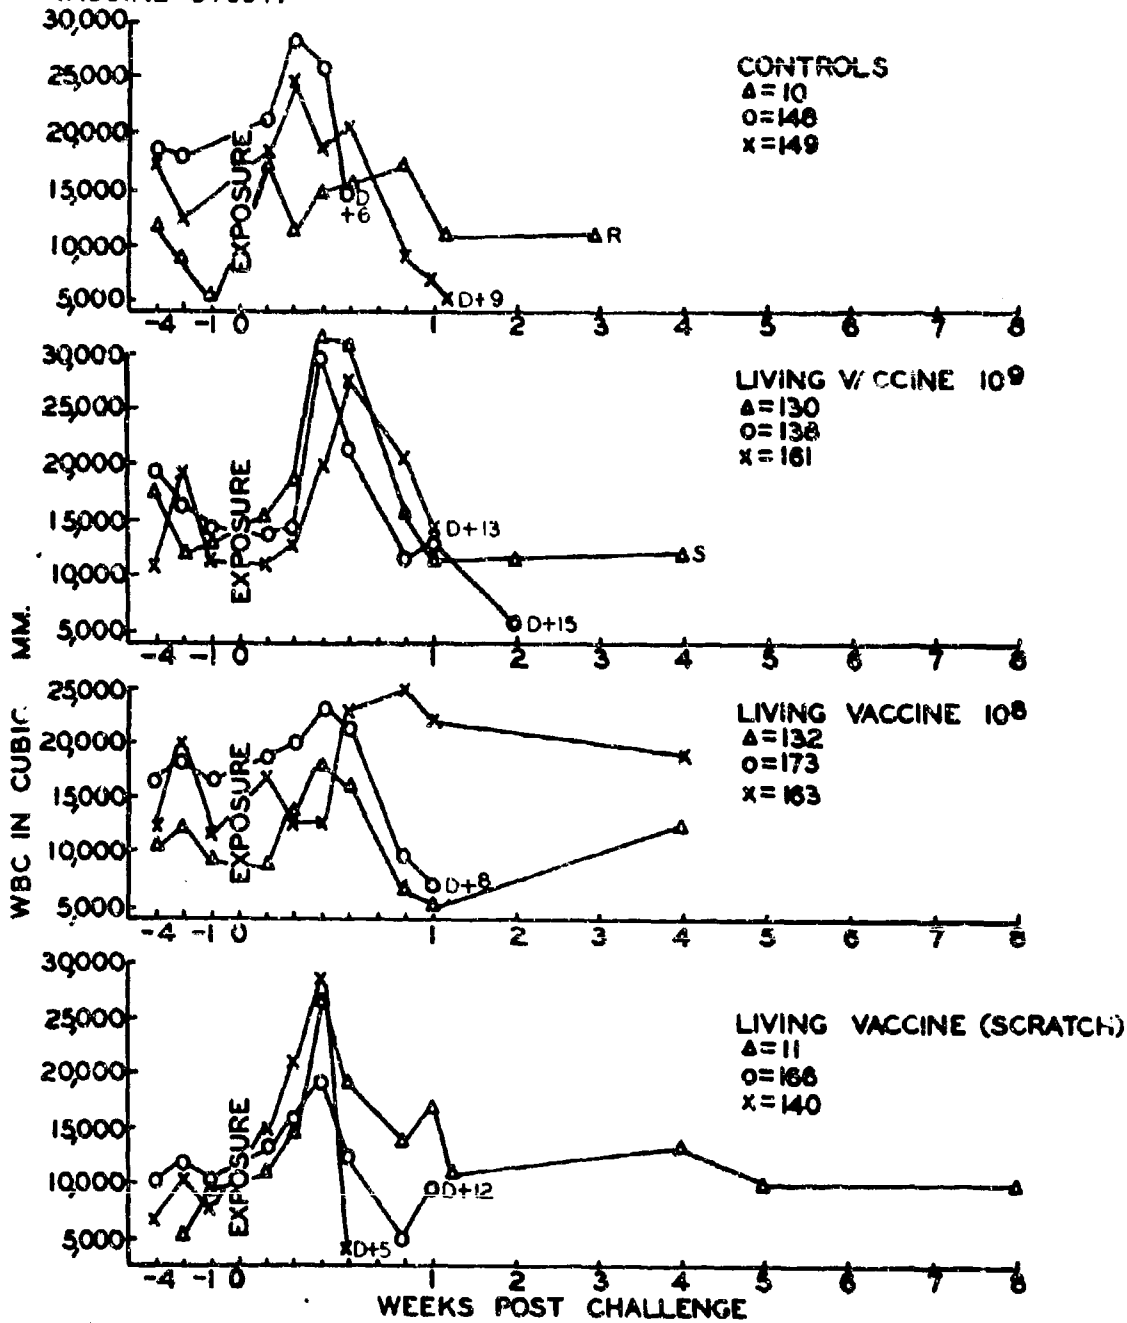 30,000
25,000
20,000
15,000
10,000
5,000
EXPOSURE
CONTROLS
Δ=10
O=148
X=149
D+6
D+9
R
-4 -1 0 1 2 3 4 5 6 7 8
30,000
25,000
20,000
15,000
10,000
5,000
EXPOSURE
LIVING V CCINE 10⁹
Δ=130
O=138
X=161
D+13
S
D+15
-4 -1 0 1 2 3 4 5 6 7 8
WBC IN CUBIC MM.
25,000
20,000
15,000
10,000
5,000
EXPOSURE
LIVING VACCINE 10⁸
Δ=132
O=173
X=163
D+8
-4 -1 0 1 2 3 4 5 6 7 8
30,000
25,000
20,000
15,000
10,000
5,000
EXPOSURE
LIVING VACCINE (SCRATCH)
Δ=11
O=166
X=140
D+12
D+5
-4 -1 0 1 2 3 4 5 6 7 8
WEEKS POST CHALLENGE